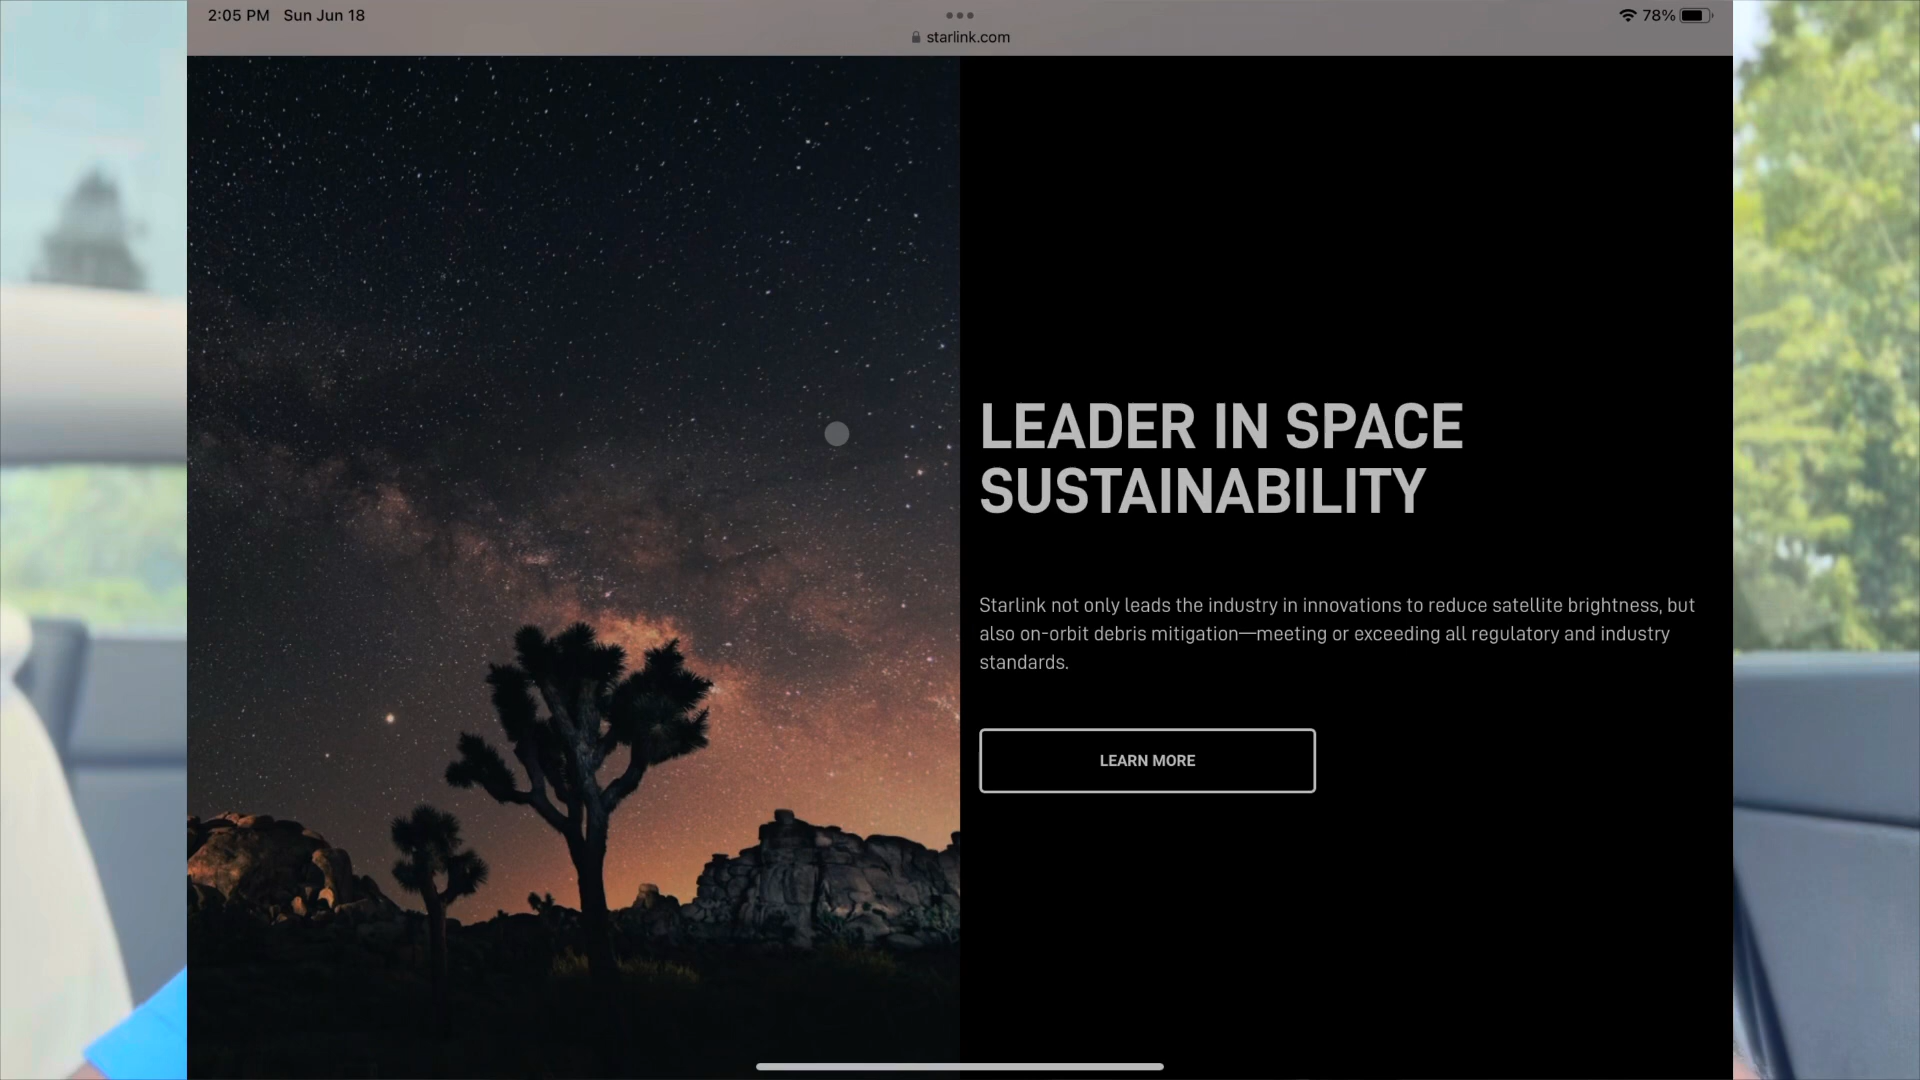 2:05 PM Sun Jun 18
78%
starlink.com
LEADER IN SPACE
SUSTAINABILITY
Starlink not only leads the industry in innovations to reduce satellite brightness, but
also on-orbit debris mitigation—meeting or exceeding all regulatory and industry
standards.
LEARN MORE